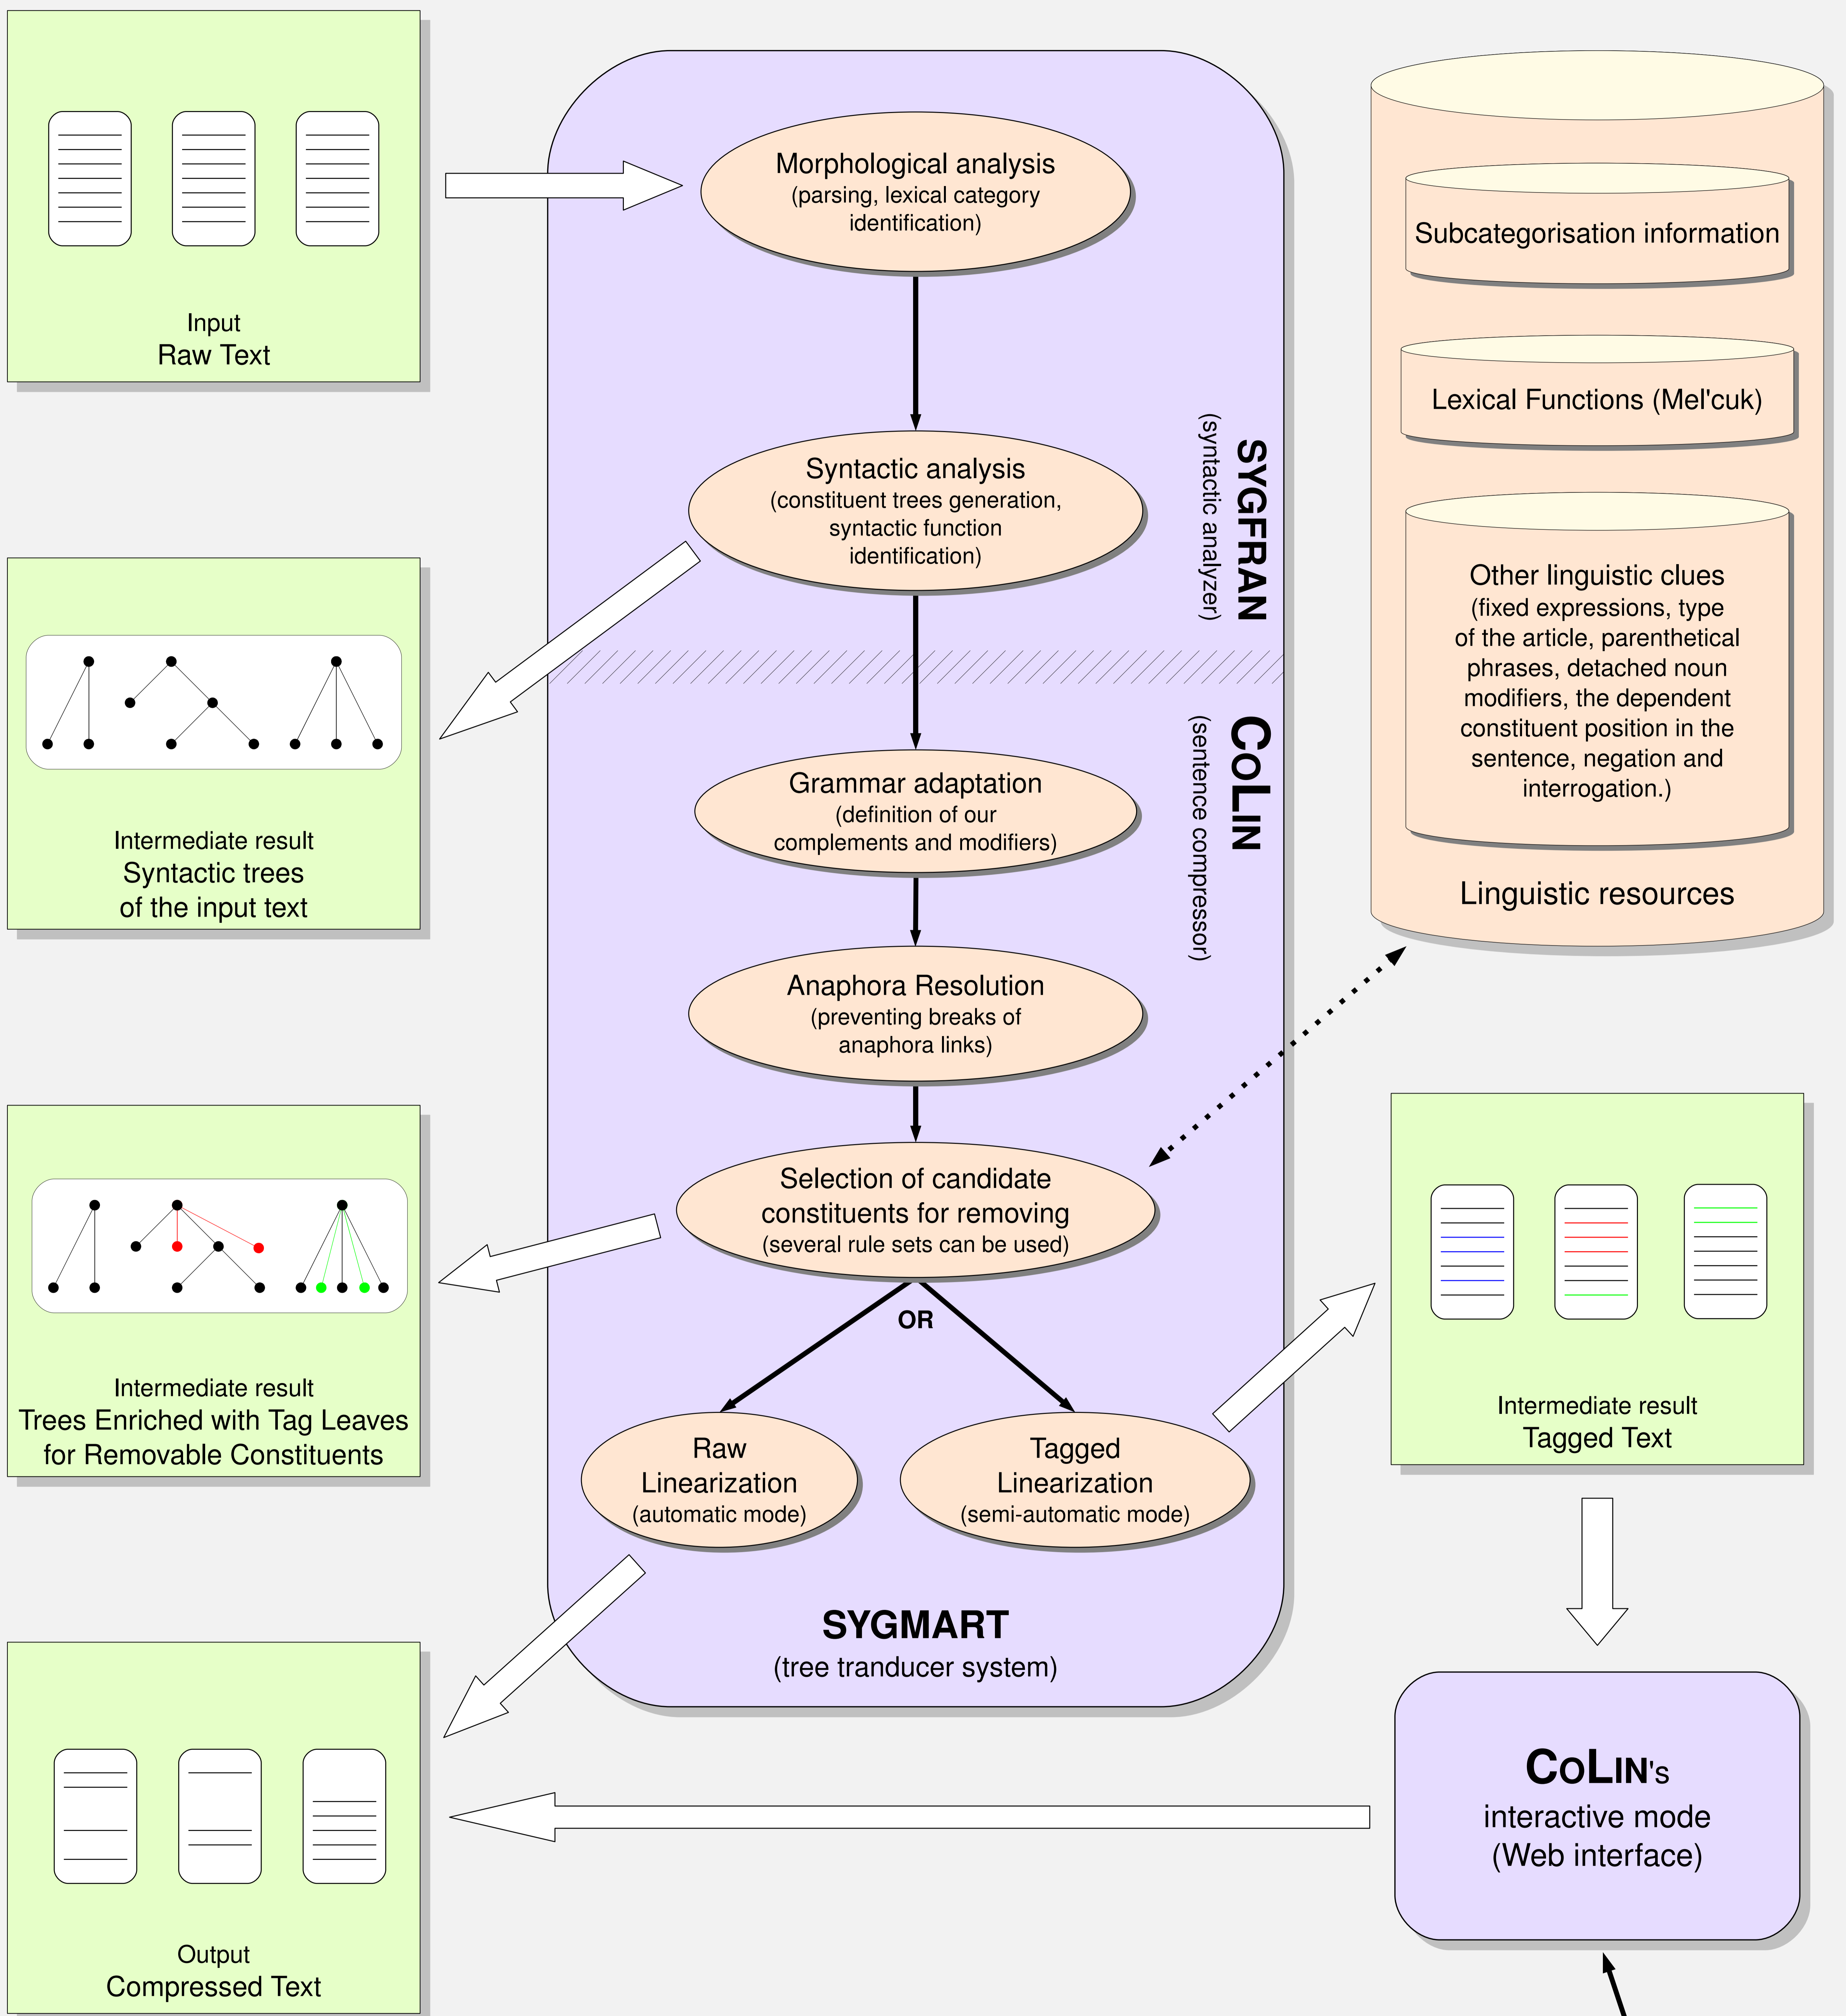 Input
Raw Text
Morphological analysis
(parsing, lexical category
identification)
Syntactic analysis
(constituent trees generation,
syntactic function
identification)
SYGFRAN
(syntactic analyzer)
Intermediate result
Syntactic trees
of the input text
COLIN
(sentence compressor)
Grammar adaptation
(definition of our
complements and modifiers)
Anaphora Resolution
(preventing breaks of
anaphora links)
Selection of candidate
constituents for removing
(several rule sets can be used)
OR
Raw
Linearization
(automatic mode)
Tagged
Linearization
(semi-automatic mode)
SYGMART
(tree tranducer system)
Subcategorisation information
Lexical Functions (Mel'cuk)
Other linguistic clues
(fixed expressions, type
of the article, parenthetical
phrases, detached noun
modifiers, the dependent
constituent position in the
sentence, negation and
interrogation.)
Linguistic resources
Intermediate result
Trees Enriched with Tag Leaves
for Removable Constituents
Intermediate result
Tagged Text
COLIN's
interactive mode
(Web interface)
Output
Compressed Text